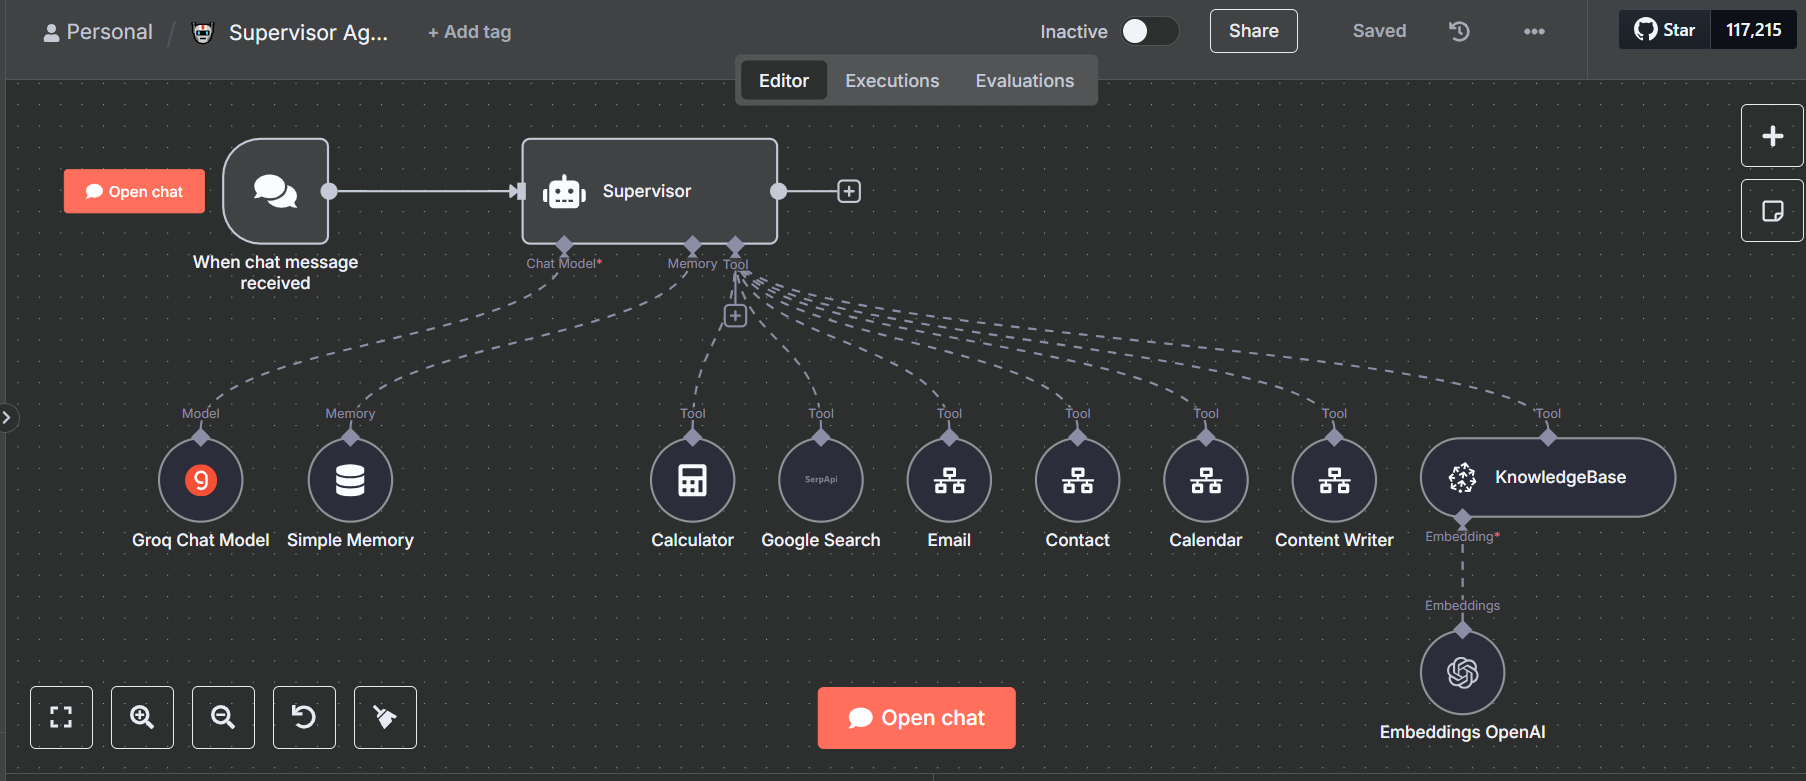 Personal / Supervisor Ag... + Add tag
Inactive Share Saved Star 117,215
Editor Executions Evaluations
Open chat
Supervisor
When chat message
received
Chat Model* Memory Tool
Model Memory Tool Tool Tool Tool Tool Tool Tool
SerpApi
KnowledgeBase
Groq Chat Model Simple Memory Calculator Google Search Email Contact Calendar Content Writer
Embedding*
Embeddings
Open chat
Embeddings OpenAI